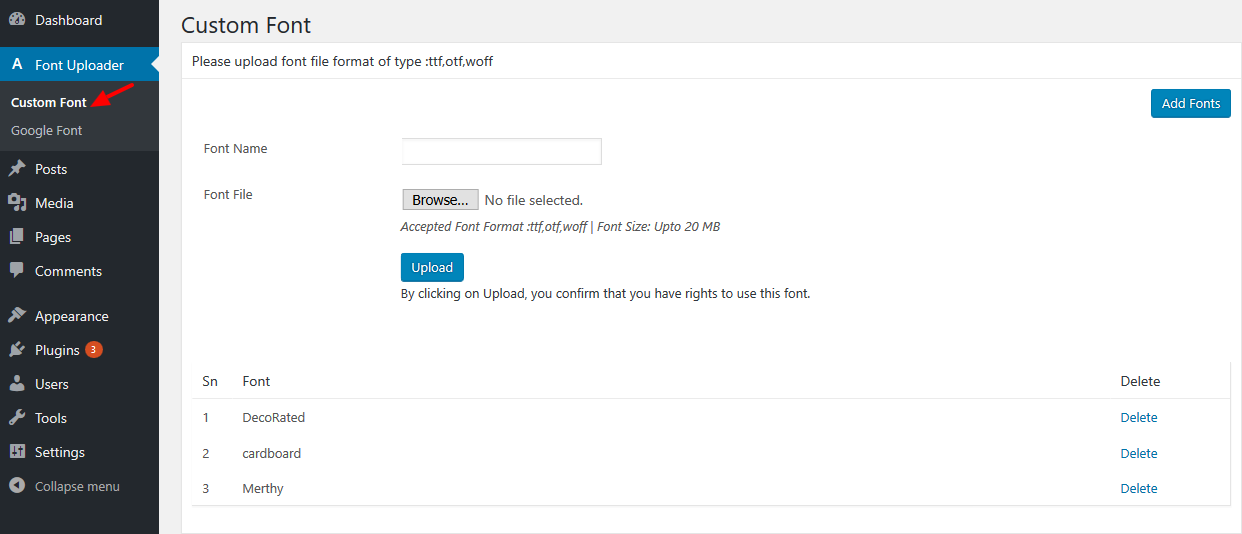 Dashboard
Font Uploader
Custom Font
Google Font
Posts
Media
Pages
Comments
Appearance
Plugins 3
Users
Tools
Settings
Collapse menu
Custom Font
Please upload font file format of type :ttf,otf,woff
Add Fonts
Font Name
Font File Browse... No file selected.
Accepted Font Format :ttf,otf,woff | Font Size: Upto 20 MB
Upload
By clicking on Upload, you confirm that you have rights to use this font.
Sn Font Delete
1 DecoRated Delete
2 cardboard Delete
3 Merthy Delete